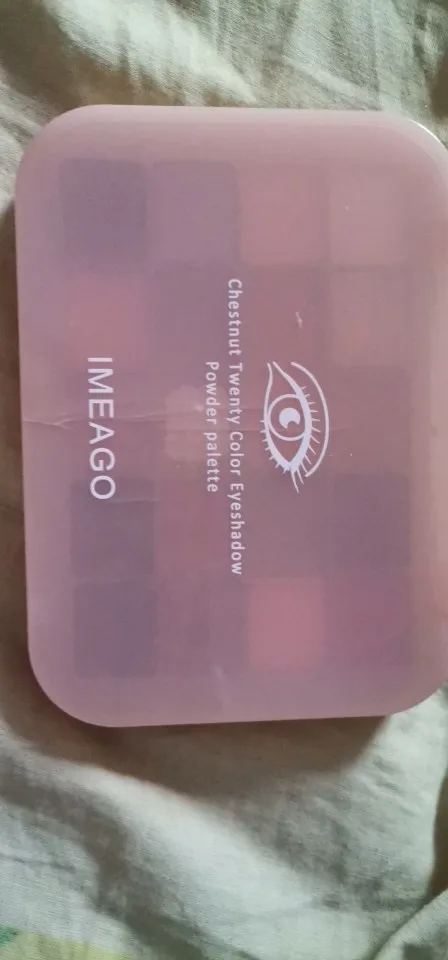 Chestnut Twenty Color Eyeshadow
Powder palette
IMEAGO